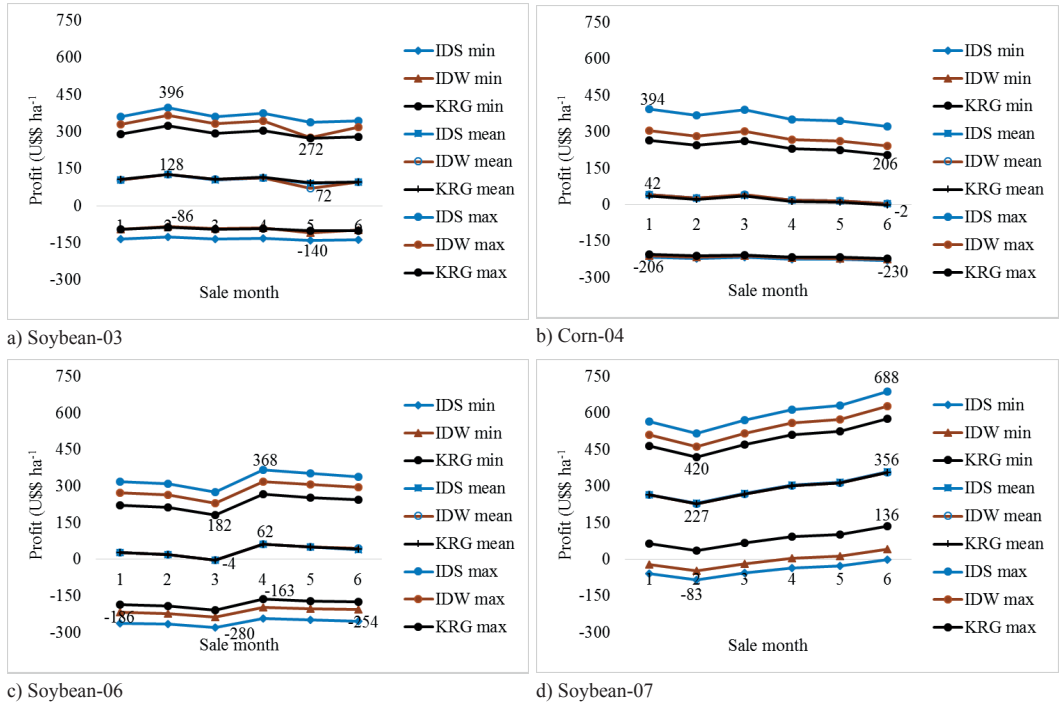 750
600
450
300
150
0
-150
-300
Profit (U$$ ha-1
396
272
128
72
-86
-140
1 2 3 4 5 6
Sale month
IDS min
IDW min
KRG min
IDS mean
IDW mean
KRG mean
IDS max
IDW max
KRG max
a) Soybean-03
750
600
450
300
150
0
-150
-300
Profit (U$$ ha-1
394
206
42
-2
1 2 3 4 5 6
-206
-230
Sale month
IDS min
IDW min
KRG min
IDS mean
IDW mean
KRG mean
IDS max
IDW max
KRG max
b) Corn-04
750
600
450
300
150
0
-150
-300
Profit (U$$ ha-1
368
182
62
-4
1 2 3 4 5 6
-163
-186
-280
-254
Sale month
IDS min
IDW min
KRG min
IDS mean
IDW mean
KRG mean
IDS max
IDW max
KRG max
c) Soybean-06
750
600
450
300
150
0
-150
-300
Profit (U$$ ha-1
688
420
356
227
136
1 2 3 4 5 6
-83
Sale month
IDS min
IDW min
KRG min
IDS mean
IDW mean
KRG mean
IDS max
IDW max
KRG max
d) Soybean-07